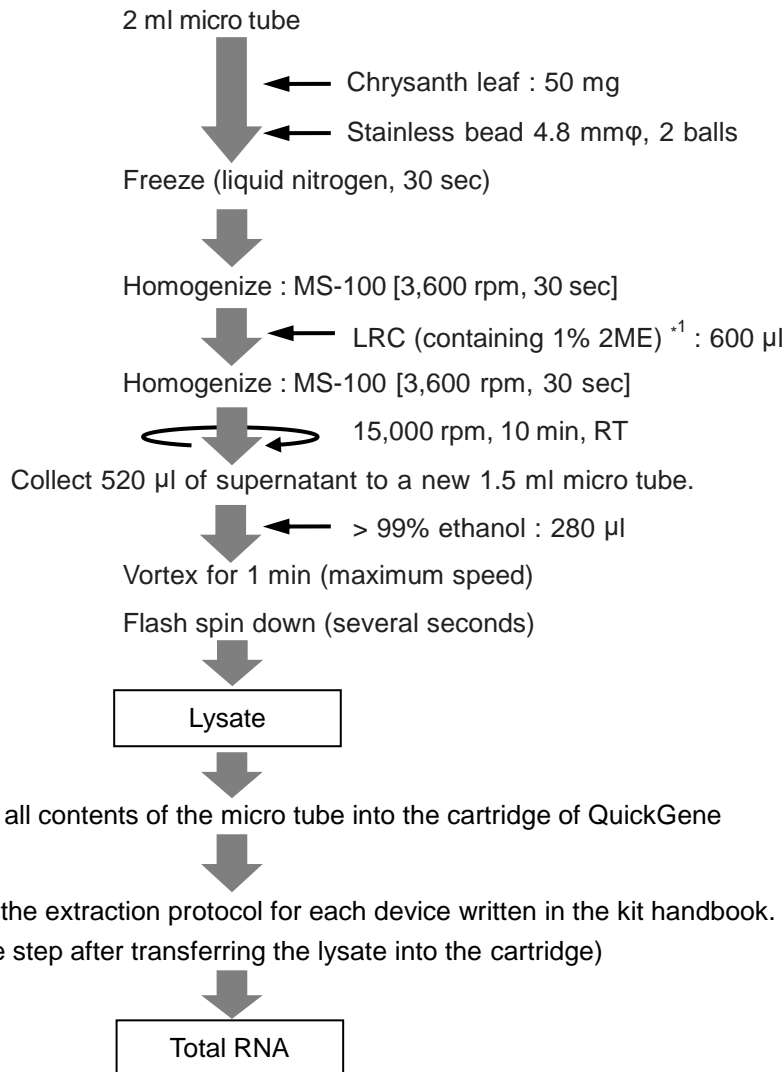 2 ml micro tube
Chrysanth leaf : 50 mg
Stainless bead 4.8 mmφ, 2 balls
Freeze (liquid nitrogen, 30 sec)
Homogenize : MS-100 [3,600 rpm, 30 sec]
LRC (containing 1% 2ME) *1 : 600 µl
Homogenize : MS-100 [3,600 rpm, 30 sec]
15,000 rpm, 10 min, RT
Collect 520 µl of supernatant to a new 1.5 ml micro tube.
> 99% ethanol : 280 µl
Vortex for 1 min (maximum speed)
Flash spin down (several seconds)
Lysate
all contents of the micro tube into the cartridge of QuickGene
the extraction protocol for each device written in the kit handbook.
step after transferring the lysate into the cartridge)
Total RNA